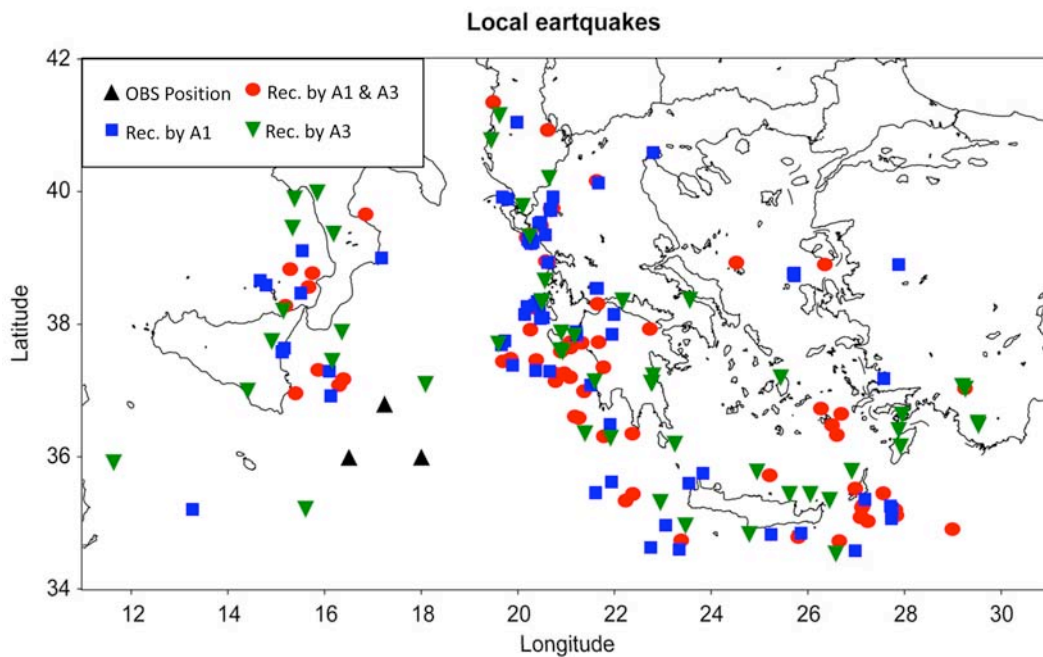 Local eartquakes
42
40
38
36
34
Latitude
OBS Position Rec. by A1 & A3
Rec. by A1 Rec. by A3
12 14 16 18 20 22 24 26 28 30
Longitude